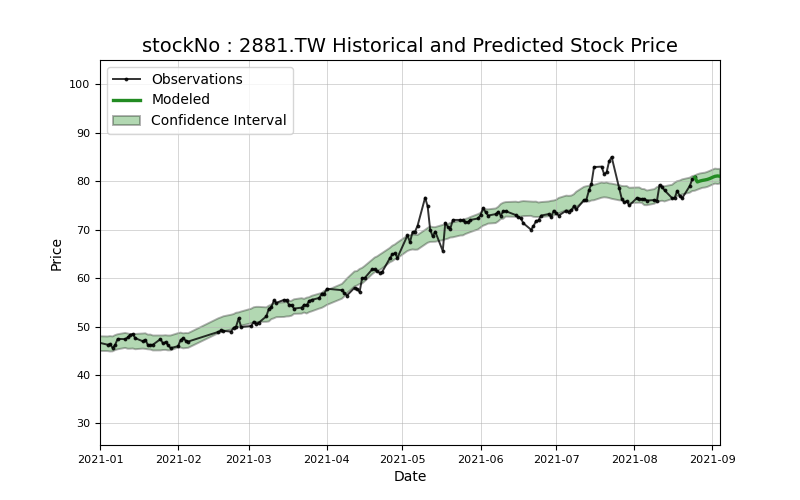 stockNo : 2881.TW Historical and Predicted Stock Price
Observations
Modeled
Confidence Interval
100
90
80
70
60
50
40
30
Price
2021-01 2021-02 2021-03 2021-04 2021-05 2021-06 2021-07 2021-08 2021-09
Date